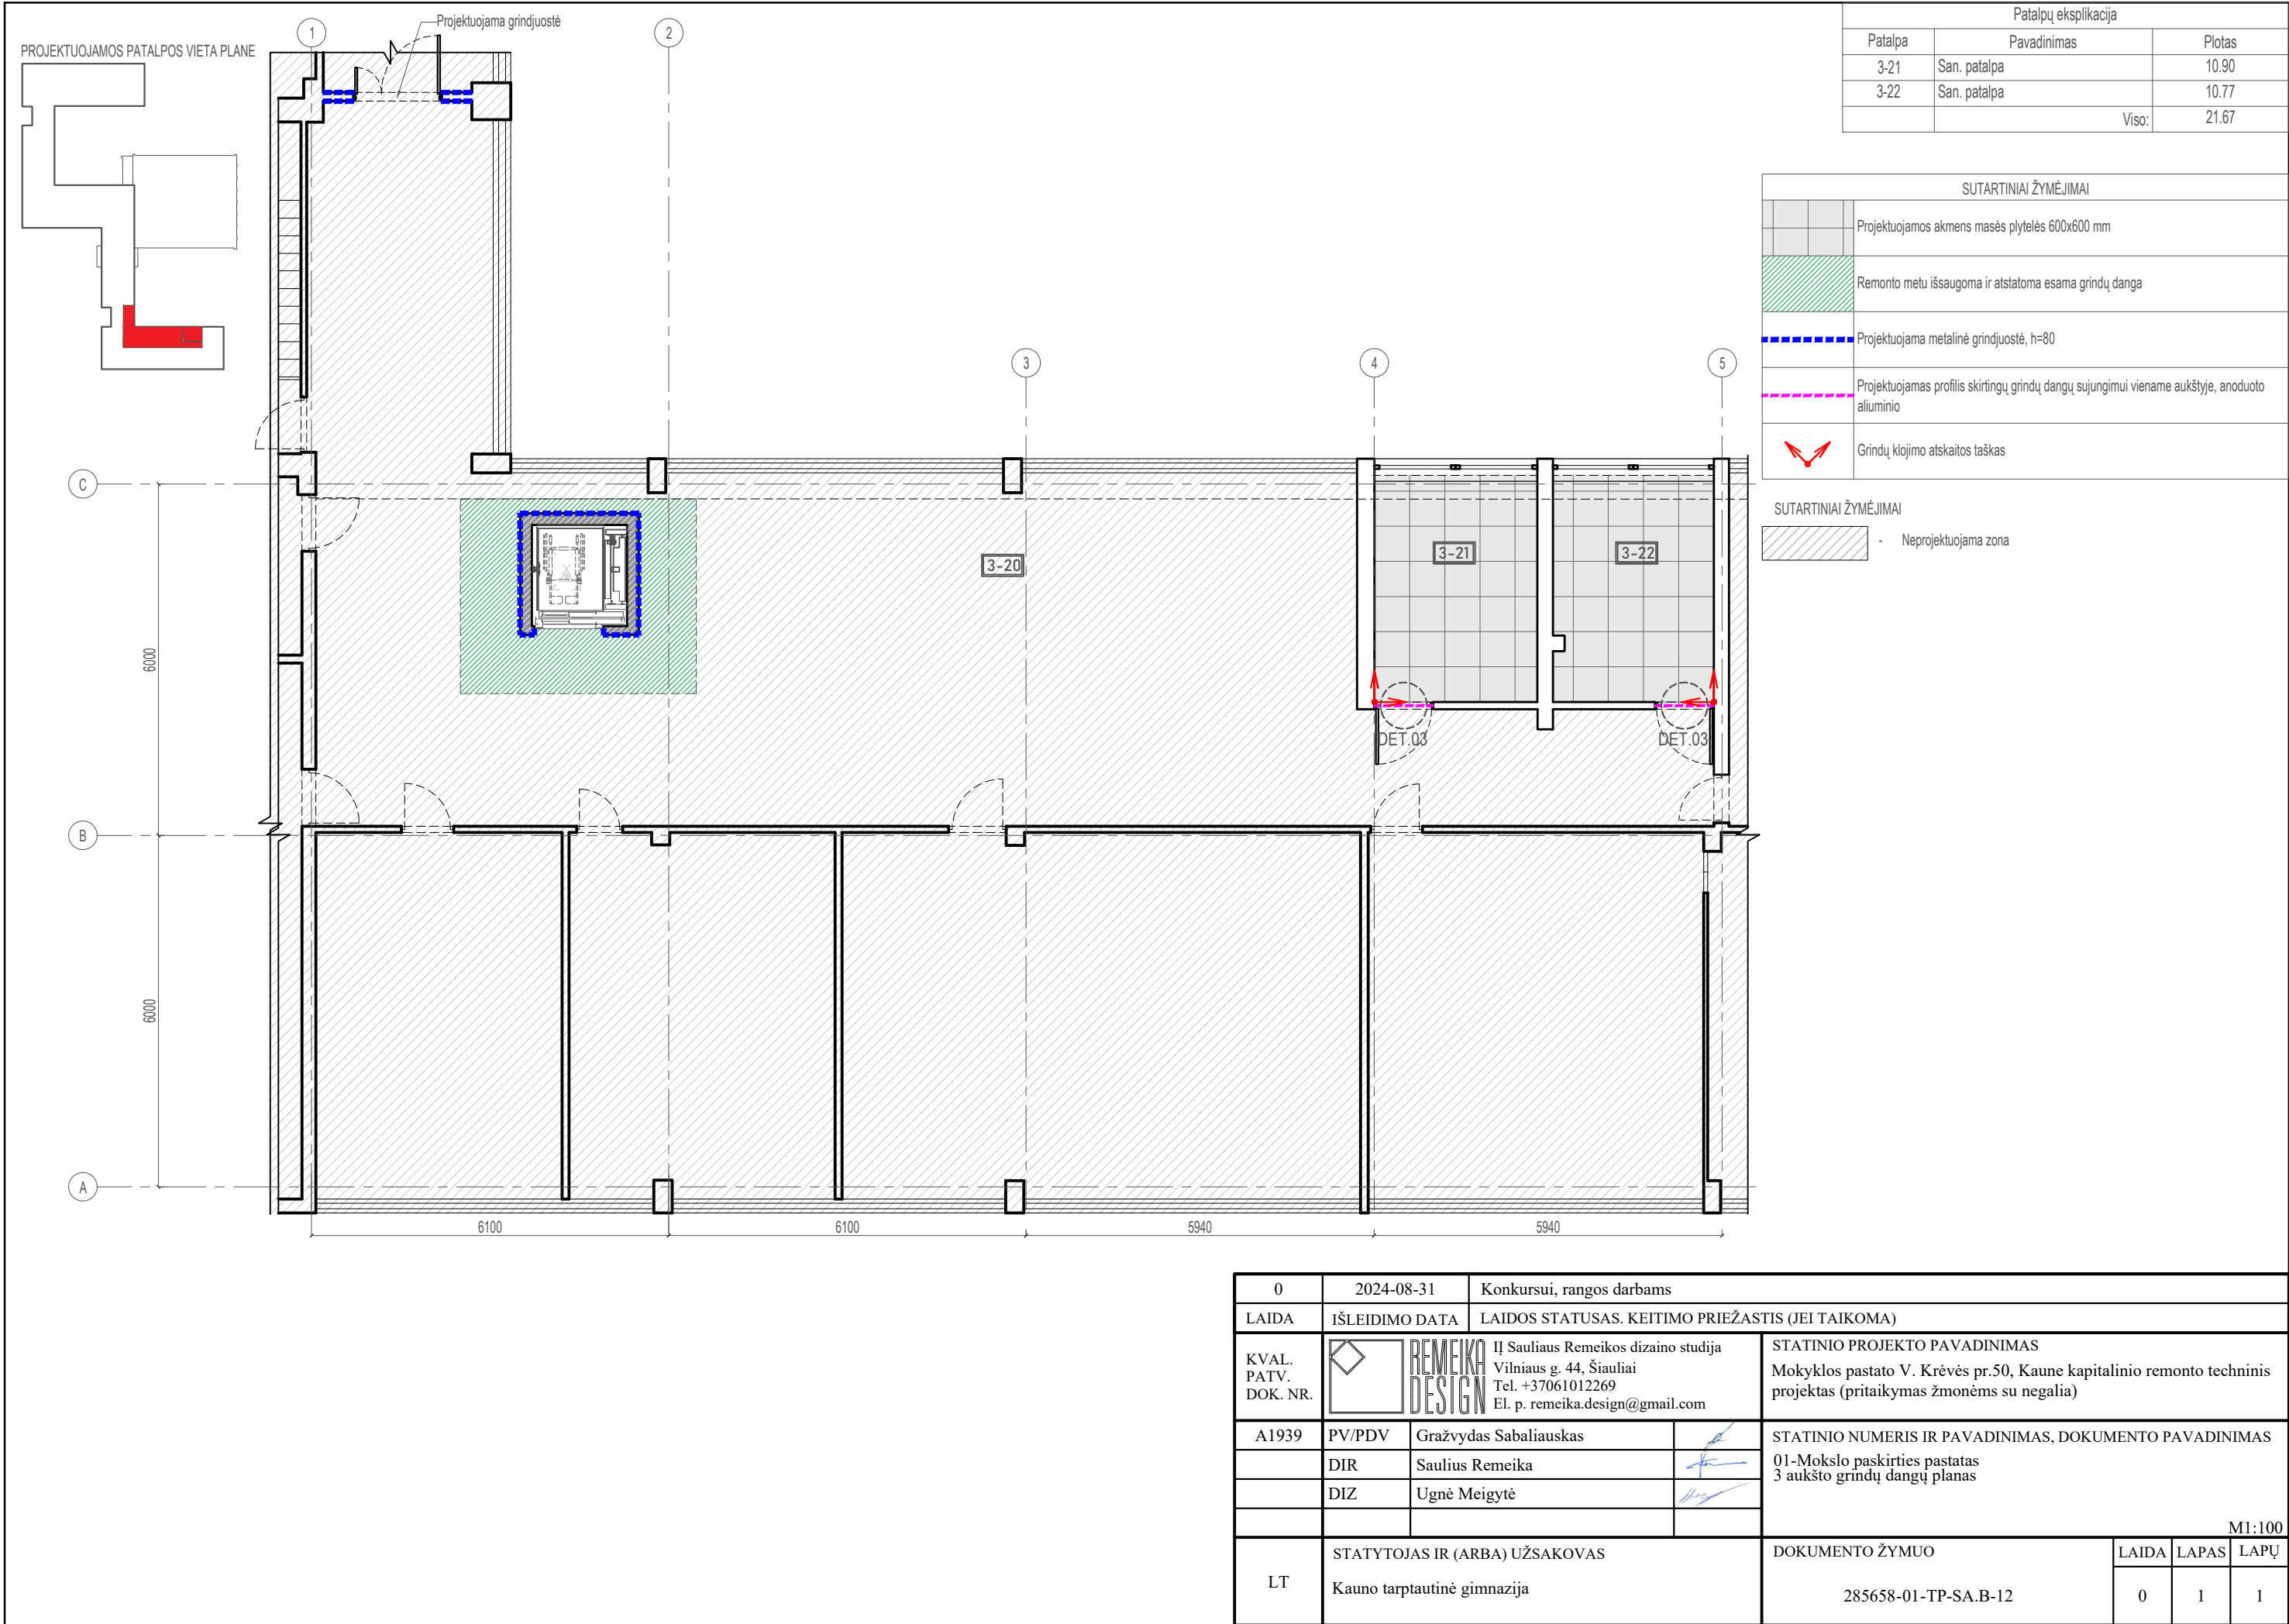 PROJEKTUOJAMOS PATALPOS VIETA PLANE
1
Projektuojama grindjuostė
2
3
4
5
C
B
A
6000
6000
3-20
3-21
3-22
DET.03
DET.03
6100
6100
5940
5940
Patalpų eksplikacija
Patalpa Pavadinimas Plotas
3-21 San. patalpa 10.90
3-22 San. patalpa 10.77
Viso: 21.67
SUTARTINIAI ŽYMĖJIMAI
Projektuojamos akmens masės plytelės 600x600 mm
Remonto metu išsaugoma ir atstatoma esama grindų danga
Projektuojama metalinė grindjuostė, h=80
Projektuojamas profilis skirtingų grindų dangų sujungimui viename aukštyje, anoduoto
aliuminio
Grindų klojimo atskaitos taškas
SUTARTINIAI ŽYMĖJIMAI
- Neprojektuojama zona
0 2024-08-31 Konkursui, rangos darbams
LAIDA IŠLEIDIMO DATA LAIDOS STATUSAS. KEITIMO PRIEŽASTIS (JEI TAIKOMA)
KVAL.
PATV.
DOK. NR.
REMEIKA
DESIGN
IĮ Sauliaus Remeikos dizaino studija
Vilniaus g. 44, Šiauliai
Tel. +37061012269
El. p. remeika.design@gmail.com
STATINIO PROJEKTO PAVADINIMAS
Mokyklos pastato V. Krėvės pr.50, Kaune kapitalinio remonto techninis
projektas (pritaikymas žmonėms su negalia)
A1939 PV/PDV Gražvydas Sabaliauskas
DIR Saulius Remeika
DIZ Ugnė Meigytė
STATINIO NUMERIS IR PAVADINIMAS, DOKUMENTO PAVADINIMAS
01-Mokslo paskirties pastatas
3 aukšto grindų dangų planas
M1:100
LT
STATYTOJAS IR (ARBA) UŽSAKOVAS
Kauno tarptautinė gimnazija
DOKUMENTO ŽYMUO
285658-01-TP-SA.B-12
LAIDA LAPAS LAPŲ
0 1 1